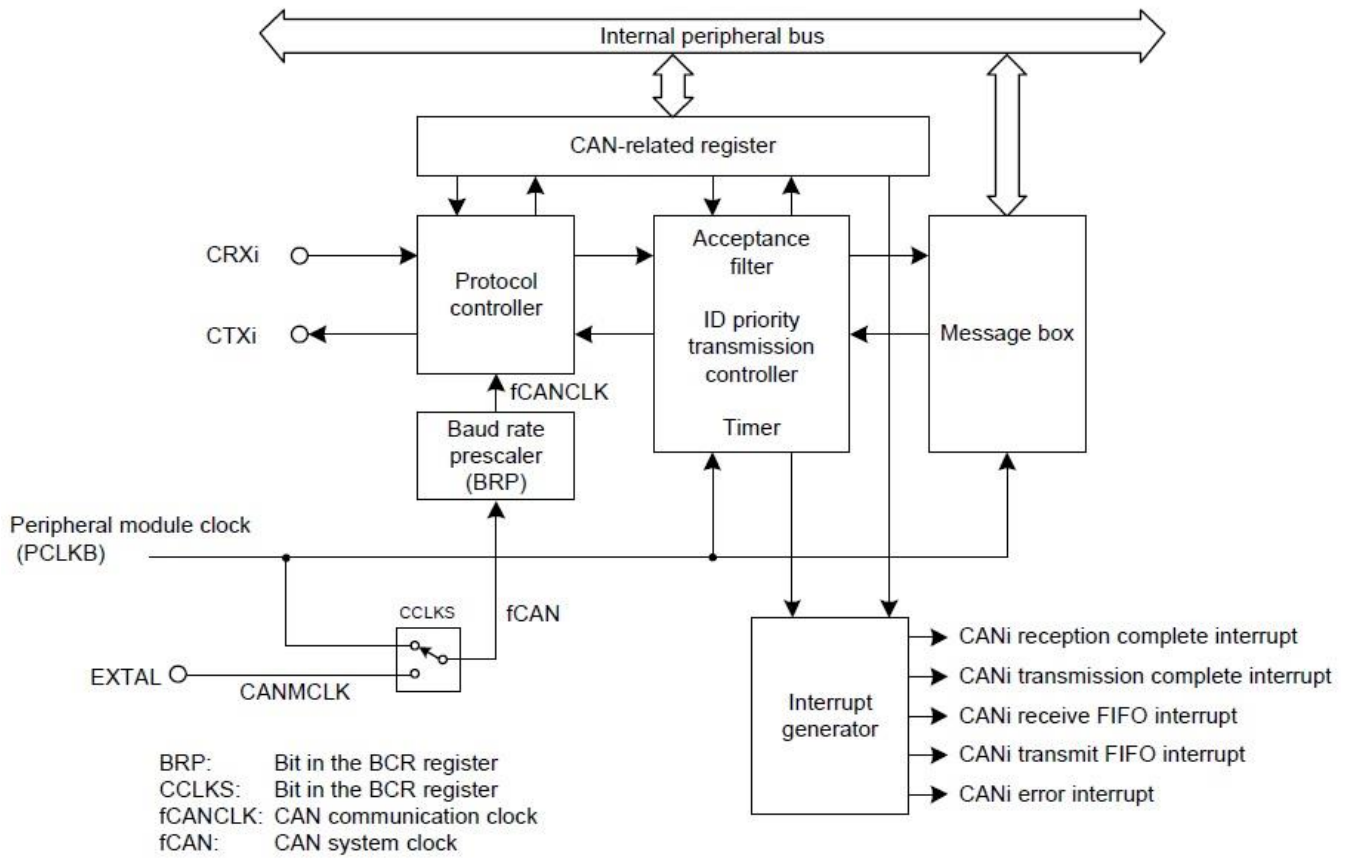 Internal peripheral bus
CAN-related register
CRXi
CTXi
Protocol
controller
Acceptance
filter
ID priority
transmission
controller
Timer
Message box
fCANCLK
Baud rate
prescaler
(BRP)
Peripheral module clock
(PCLKB)
CCLKS
fCAN
EXTAL
CANMCLK
Interrupt
generator
CANi reception complete interrupt
CANi transmission complete interrupt
CANi receive FIFO interrupt
CANi transmit FIFO interrupt
CANi error interrupt
BRP: Bit in the BCR register
CCLKS: Bit in the BCR register
fCANCLK: CAN communication clock
fCAN: CAN system clock